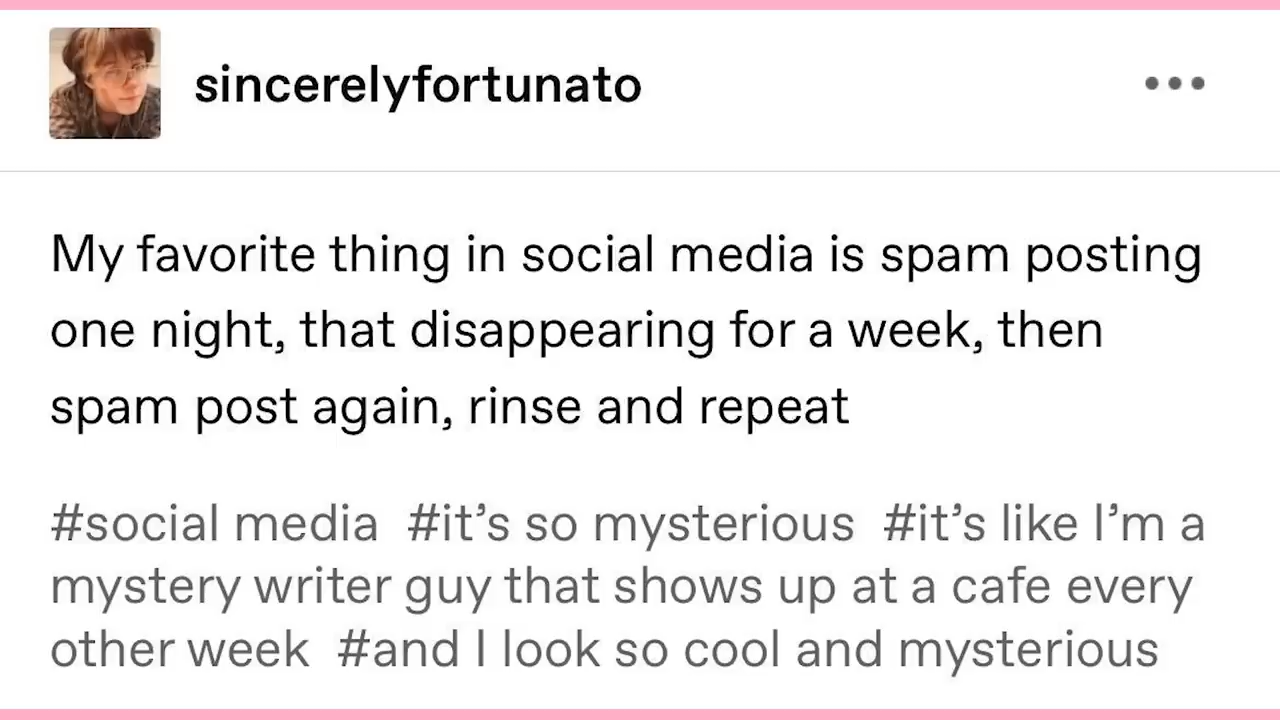 sincerelyfortunato
My favorite thing in social media is spam posting
one night, that disappearing for a week, then
spam post again, rinse and repeat
#social media #it’s so mysterious #it’s like I’m a
mystery writer guy that shows up at a cafe every
other week #and I look so cool and mysterious